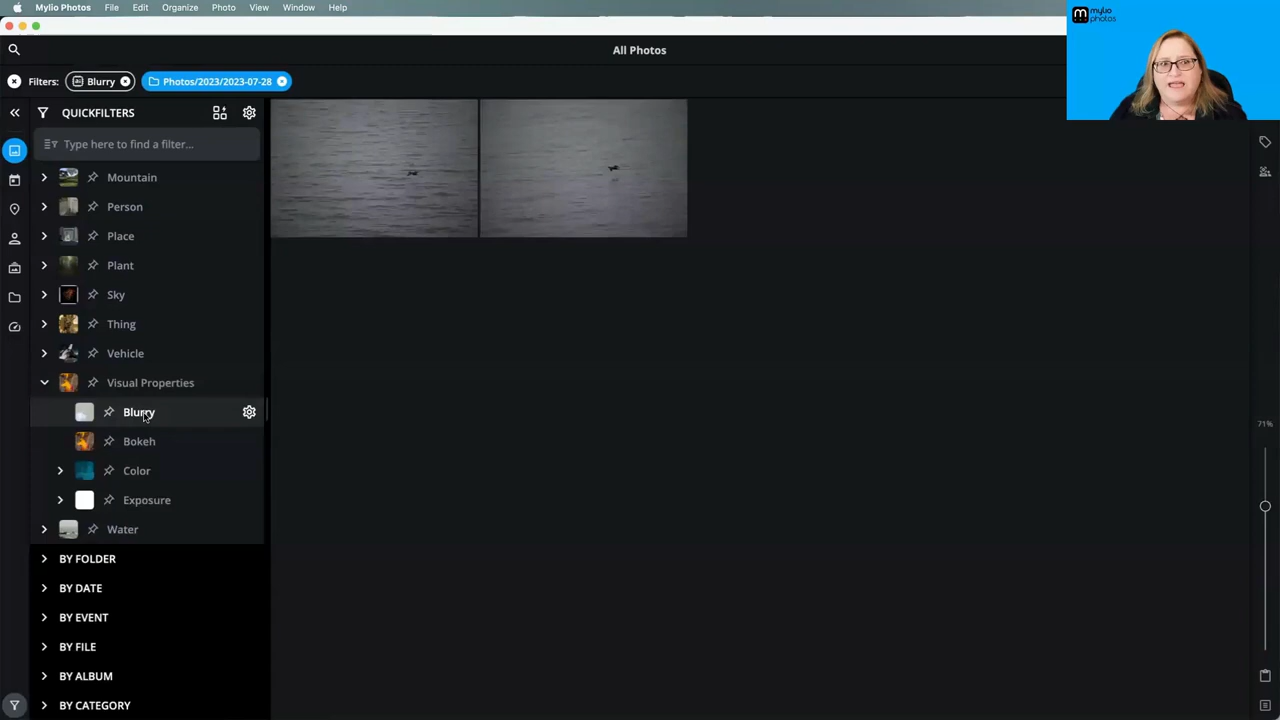 Mylio Photos File Edit Organize Photo View Window Help
mylio photos
All Photos
Filters: Blurry Photos/2023/2023-07-28
QUICKFILTERS
Type here to find a filter...
Mountain
Person
Place
Plant
Sky
Thing
Vehicle
Visual Properties
Blurry
Bokeh
Color
Exposure
Water
BY FOLDER
BY DATE
BY EVENT
BY FILE
BY ALBUM
BY CATEGORY
71%